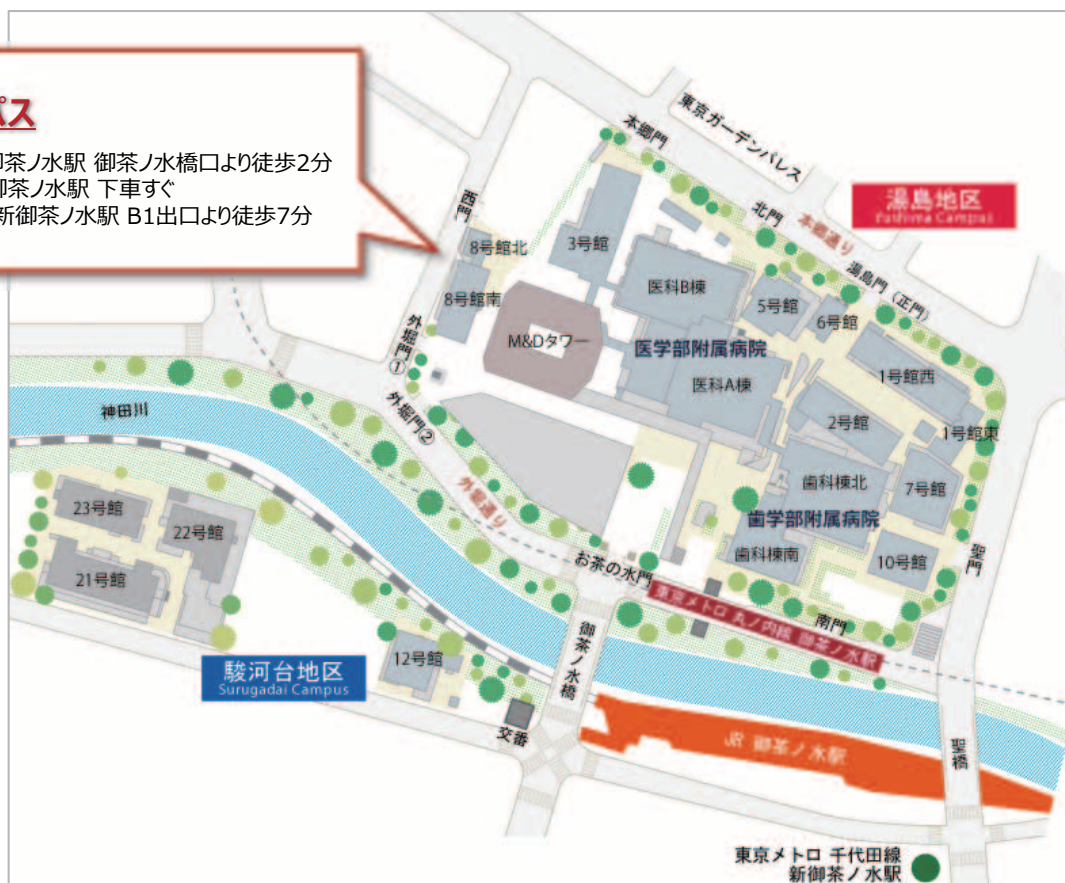 パス
御茶ノ水駅 御茶ノ水橋口より徒歩2分
御茶ノ水駅 下車すぐ
新御茶ノ水駅 B1出口より徒歩7分
東京ガーデンパレス
本郷門
湯島地区
Yushima Campus
西門
北門
本郷通り
3号館
8号館北
湯島門（正門）
医科B棟
5号館
8号館南
6号館
外堀門①
M&Dタワー
医学部附属病院
1号館西
医科A棟
神田川
外堀門②
2号館
1号館東
歯科棟北
7号館
外堀通り
23号館
22号館
歯学部附属病院
歯科棟南
10号館
聖門
21号館
お茶の水門
東京メトロ 丸ノ内線 御茶ノ水駅
南門
12号館
御茶ノ水橋
駿河台地区
Surugadai Campus
交番
JR 御茶ノ水駅
聖橋
東京メトロ 千代田線
新御茶ノ水駅